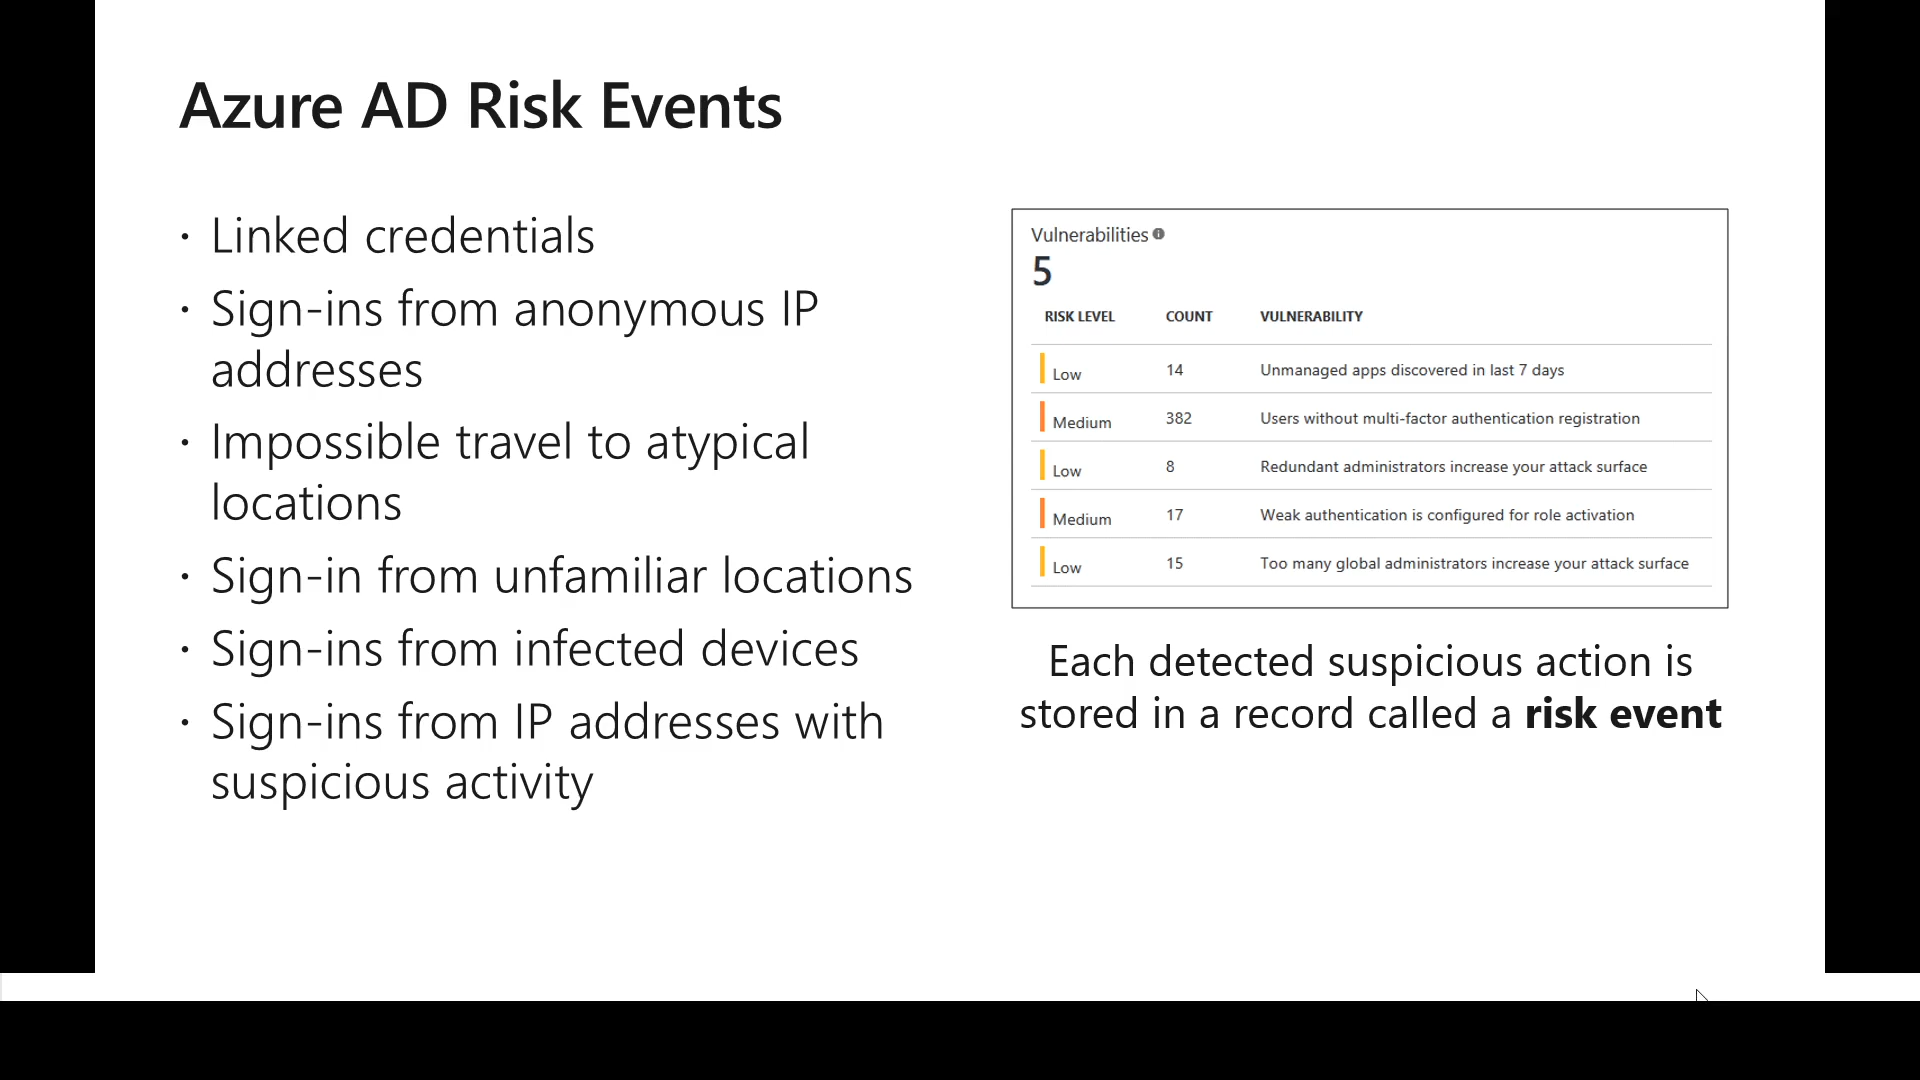 Azure AD Risk Events
· Linked credentials
· Sign-ins from anonymous IP
addresses
· Impossible travel to atypical
locations
· Sign-in from unfamiliar locations
· Sign-ins from infected devices
· Sign-ins from IP addresses with
suspicious activity
Vulnerabilities
5
RISK LEVEL COUNT VULNERABILITY
Low 14 Unmanaged apps discovered in last 7 days
Medium 382 Users without multi-factor authentication registration
Low 8 Redundant administrators increase your attack surface
Medium 17 Weak authentication is configured for role activation
Low 15 Too many global administrators increase your attack surface
Each detected suspicious action is
stored in a record called a risk event